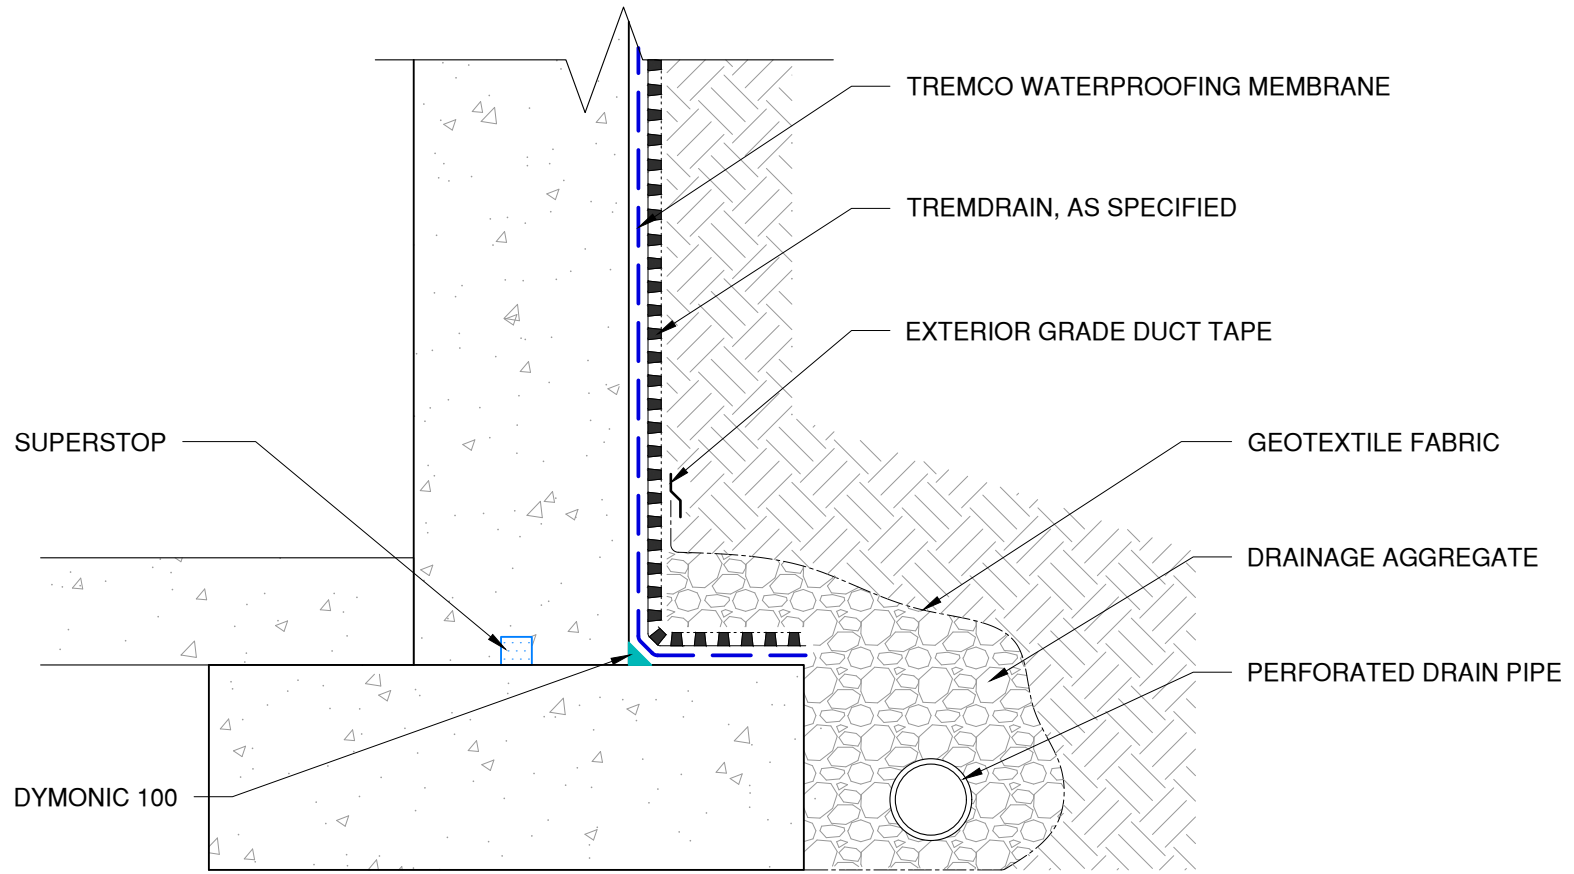 TREMCO WATERPROOFING MEMBRANE
TREMDRAIN, AS SPECIFIED
EXTERIOR GRADE DUCT TAPE
SUPERSTOP
GEOTEXTILE FABRIC
DRAINAGE AGGREGATE
PERFORATED DRAIN PIPE
DYMONIC 100